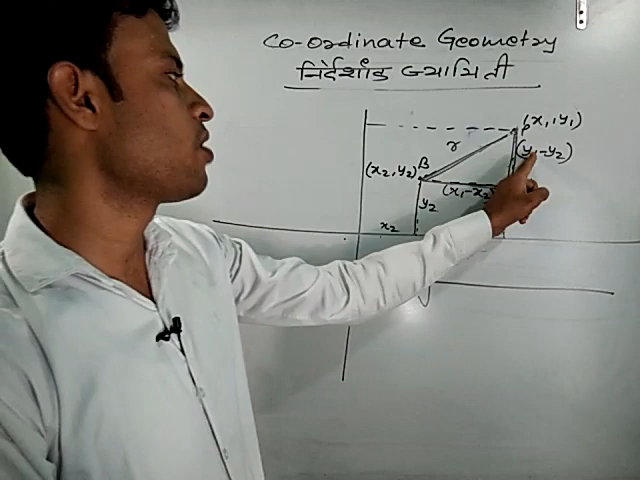 Co-ordinate Geometry
निर्देशांक ज्यामिती
P(x₁, y₁)
r
(y₁-y₂)
(x₂, y₂) B
(x₁-x₂)
y₂
x₂